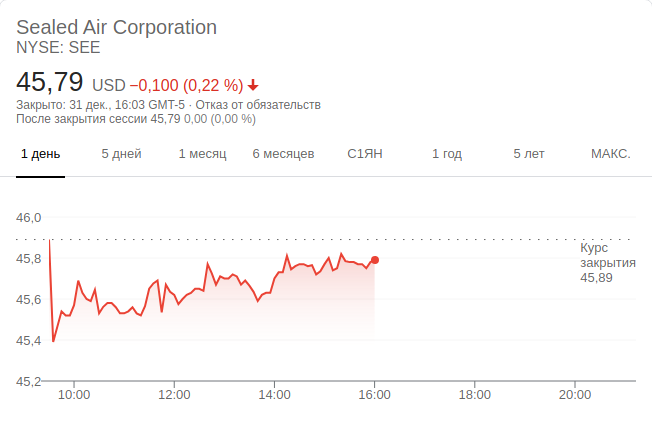 Sealed Air Corporation
NYSE: SEE
45,79 USD −0,100 (0,22 %)
Закрыто: 31 дек., 16:03 GMT-5 · Отказ от обязательств
После закрытия сессии 45,79 0,00 (0,00 %)
1 день 5 дней 1 месяц 6 месяцев С1ЯН 1 год 5 лет МАКС.
46,0
45,8
45,6
45,4
45,2
Курс
закрытия
45,89
10:00 12:00 14:00 16:00 18:00 20:00